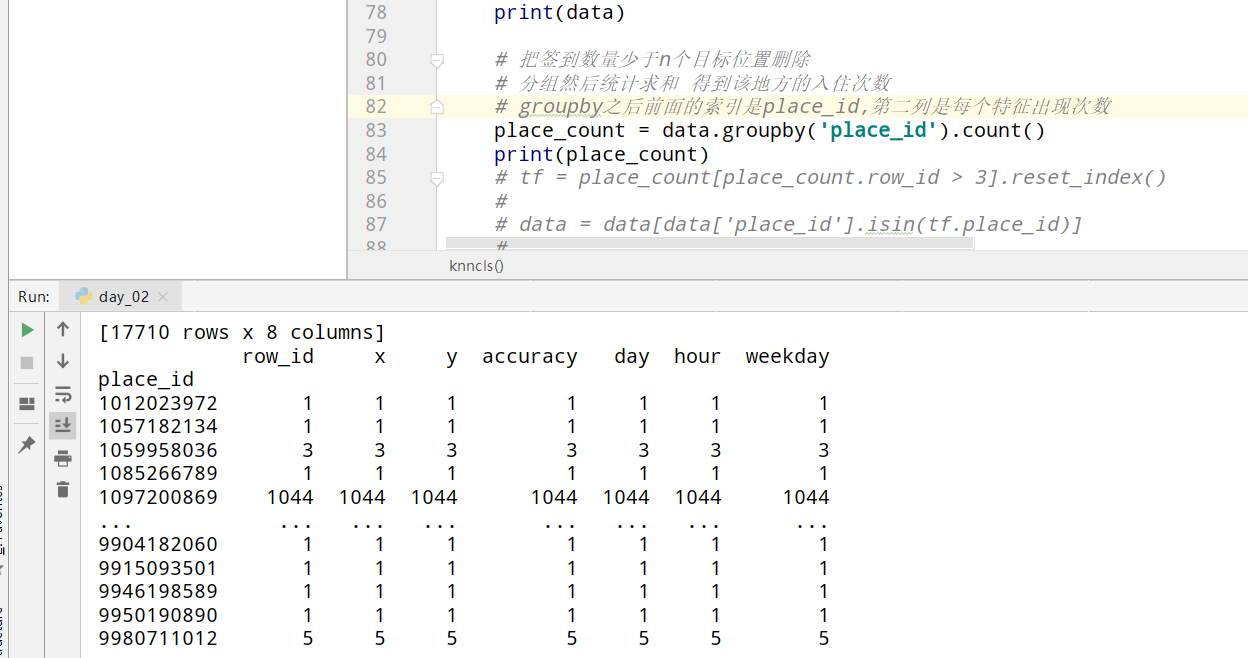 78 print(data)
79
80 # 把签到数量少于n个目标位置删除
81 # 分组然后统计求和 得到该地方的入住次数
82 # groupby之后前面的索引是place_id,第二列是每个特征出现次数
83 place_count = data.groupby('place_id').count()
84 print(place_count)
85 # tf = place_count[place_count.row_id > 3].reset_index()
86 #
87 # data = data[data['place_id'].isin(tf.place_id)]
88 #
knncls()
Run: day_02
[17710 rows x 8 columns]
row_id x y accuracy day hour weekday
place_id
1012023972 1 1 1 1 1 1 1
1057182134 1 1 1 1 1 1 1
1059958036 3 3 3 3 3 3 3
1085266789 1 1 1 1 1 1 1
1097200869 1044 1044 1044 1044 1044 1044 1044
... ... ... ... ... ... ... ...
9904182060 1 1 1 1 1 1 1
9915093501 1 1 1 1 1 1 1
9946198589 1 1 1 1 1 1 1
9950190890 1 1 1 1 1 1 1
9980711012 5 5 5 5 5 5 5